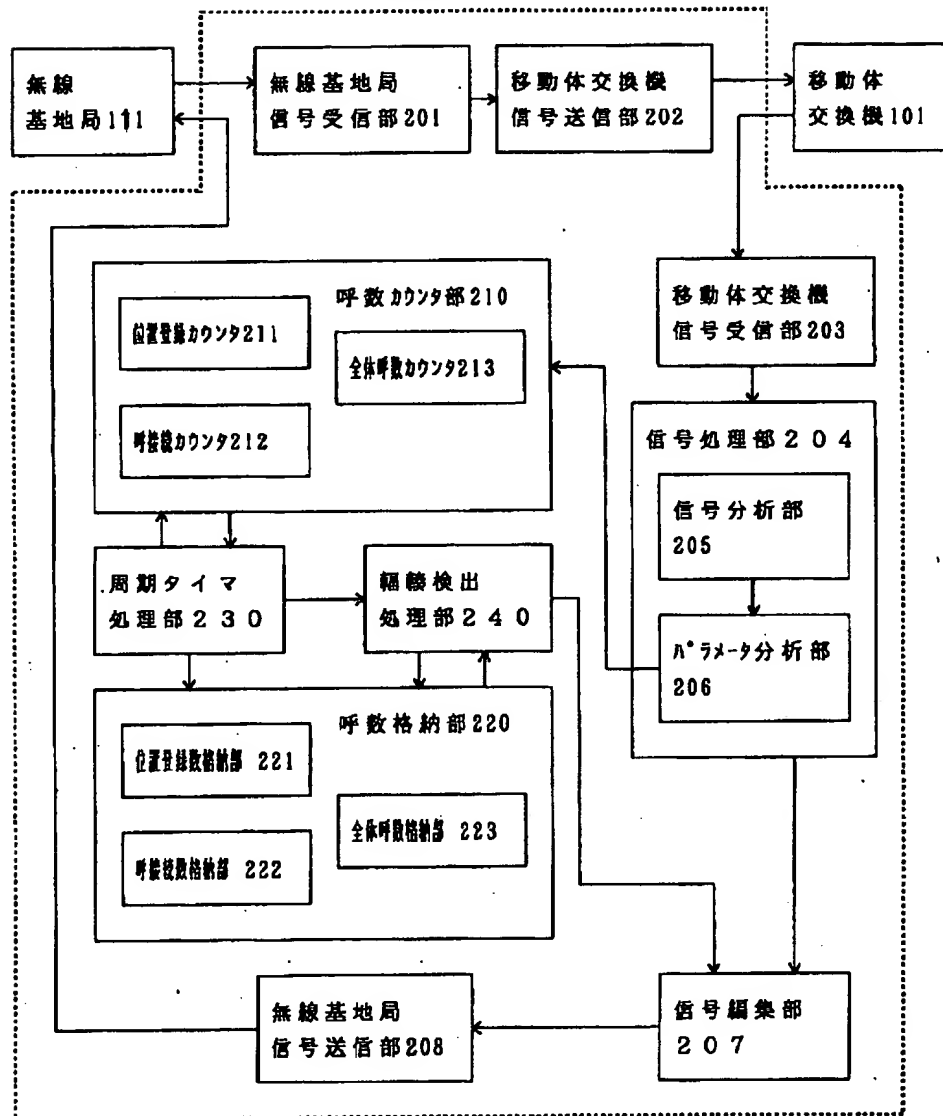 無線
基地局111
無線基地局
信号受信部201
移動体交換機
信号送信部202
移動体
交換機101
呼数カウンタ部210
位置登録カウンタ211
全体呼数カウンタ213
呼接続カウンタ212
移動体交換機
信号受信部203
信号処理部204
信号分析部
205
パラメータ分析部
206
周期タイマ
処理部230
輻輳検出
処理部240
呼数格納部220
位置登録数格納部 221
全体呼数格納部 223
呼接続数格納部 222
無線基地局
信号送信部208
信号編集部
207